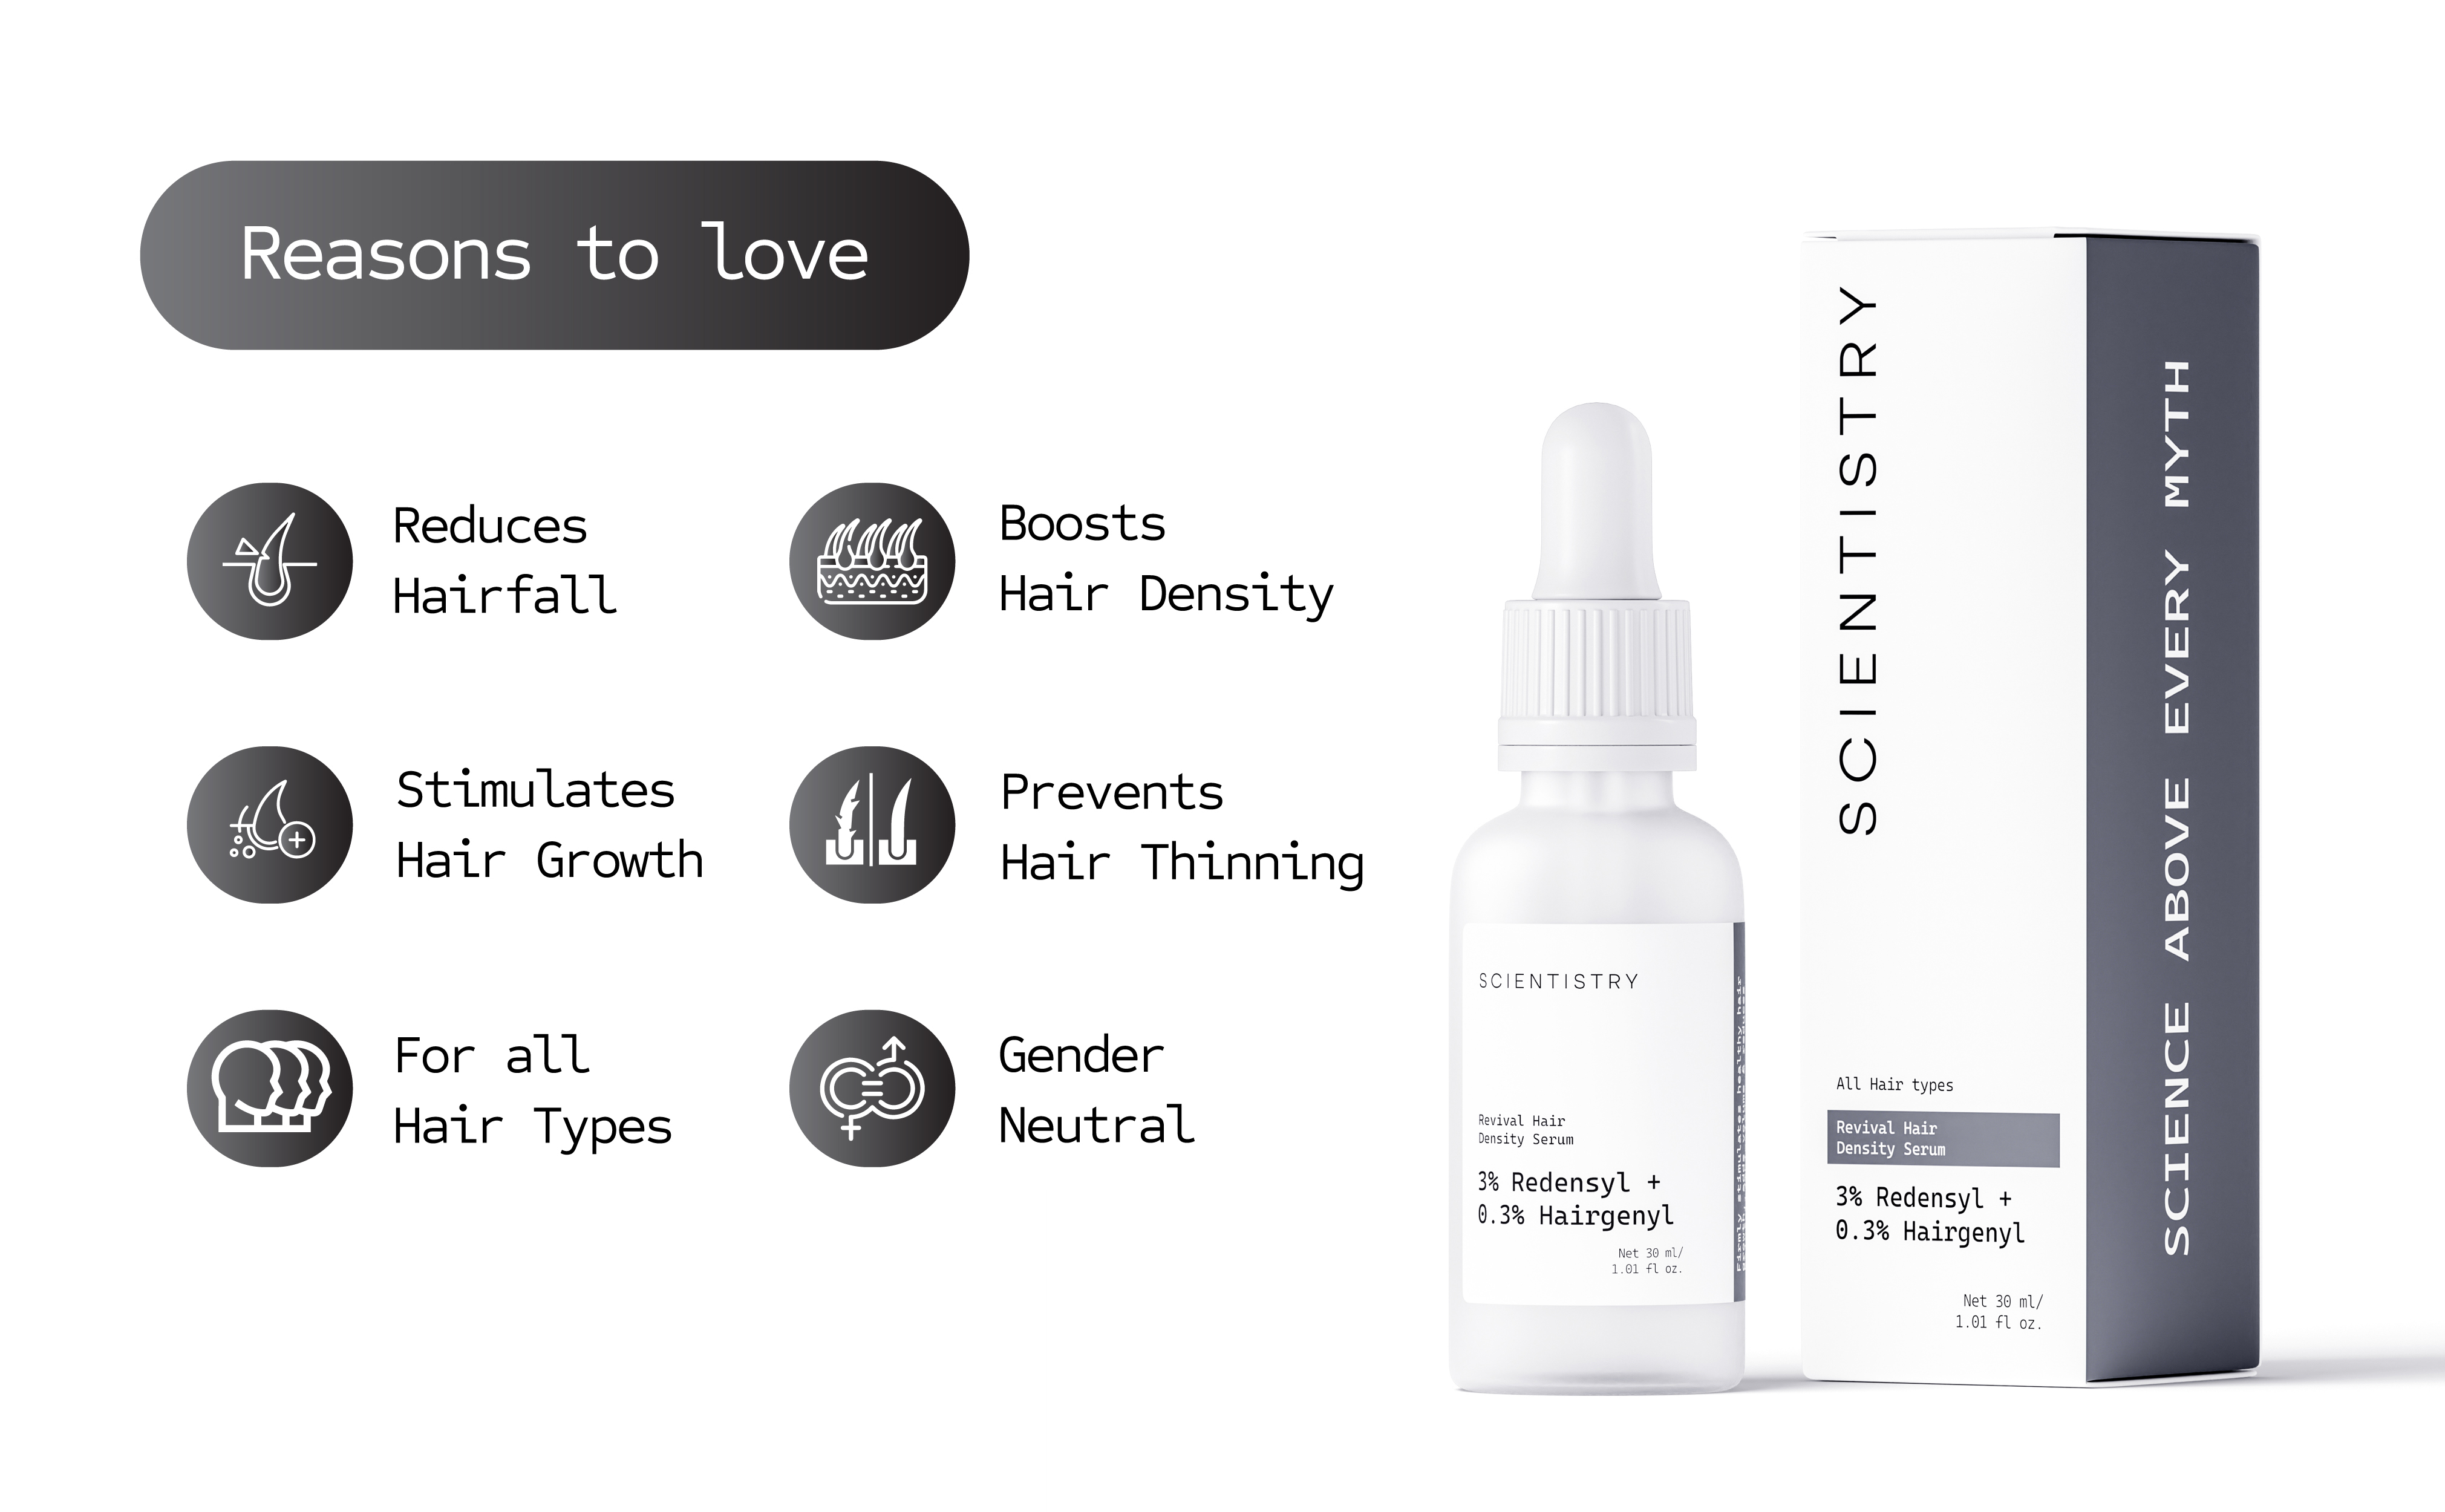 Reasons to love
Reduces
Hairfall
Boosts
Hair Density
Stimulates
Hair Growth
Prevents
Hair Thinning
For all
Hair Types
Gender
Neutral
SCIENTISTRY
Revival Hair
Density Serum
3% Redensyl +
0.3% Hairgenyl
Net 30 ml/
1.01 fl oz.
SCIENTISTRY
All Hair types
Revival Hair
Density Serum
3% Redensyl +
0.3% Hairgenyl
Net 30 ml/
1.01 fl oz.
SCIENCE ABOVE EVERY MYTH